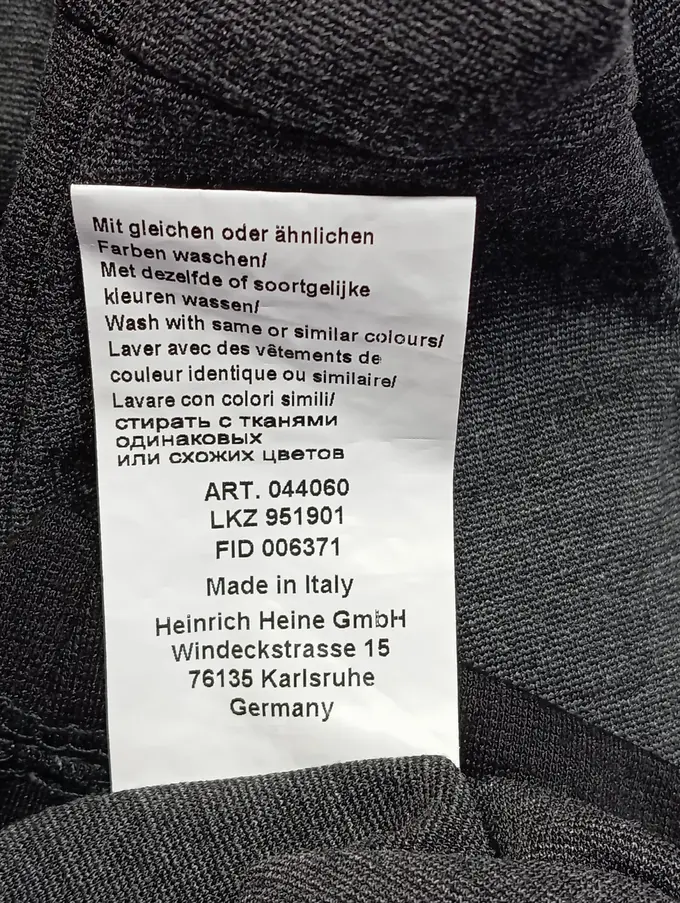 Mit gleichen oder ähnlichen
Farben waschen/
Met dezelfde of soortgelijke
kleuren wassen/
Wash with same or similar colours/
Laver avec des vêtements de
couleur identique ou similaire/
Lavare con colori simili/
стирать с тканями
одинаковых
или схожих цветов
ART. 044060
LKZ 951901
FID 006371
Made in Italy
Heinrich Heine GmbH
Windeckstrasse 15
76135 Karlsruhe
Germany